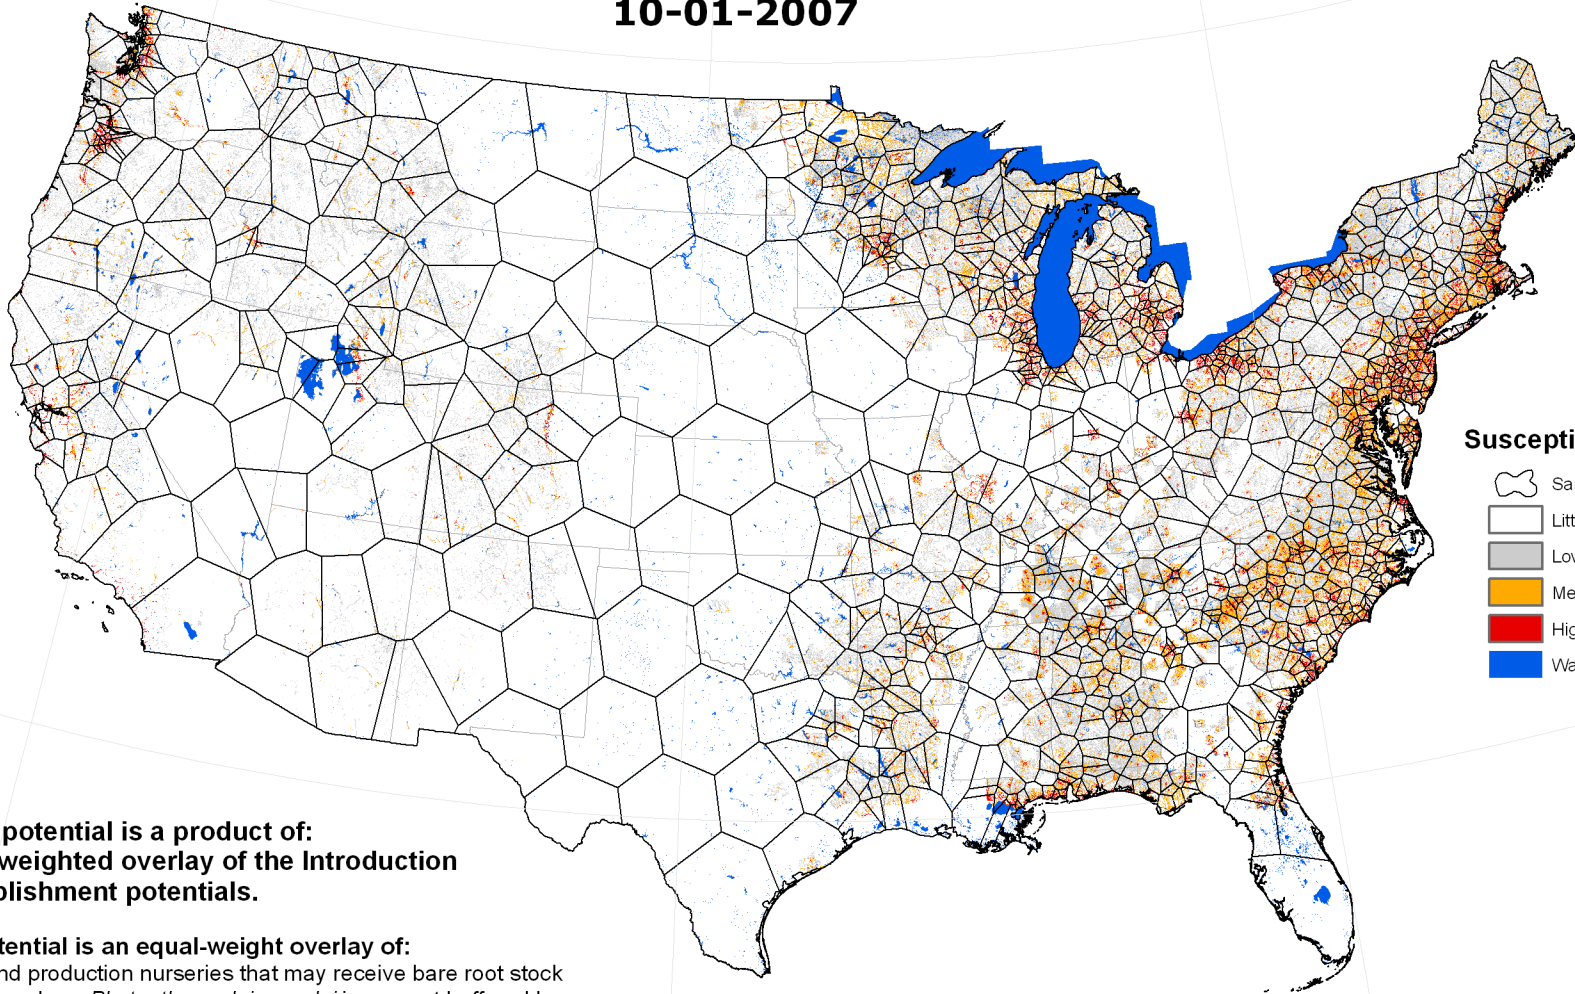 10-01-2007
Suscepti
Sa
Litt
Lov
Me
Hig
Wa
potential is a product of:
weighted overlay of the Introduction
blishment potentials.
tential is an equal-weight overlay of:
nd production nurseries that may receive bare root stock